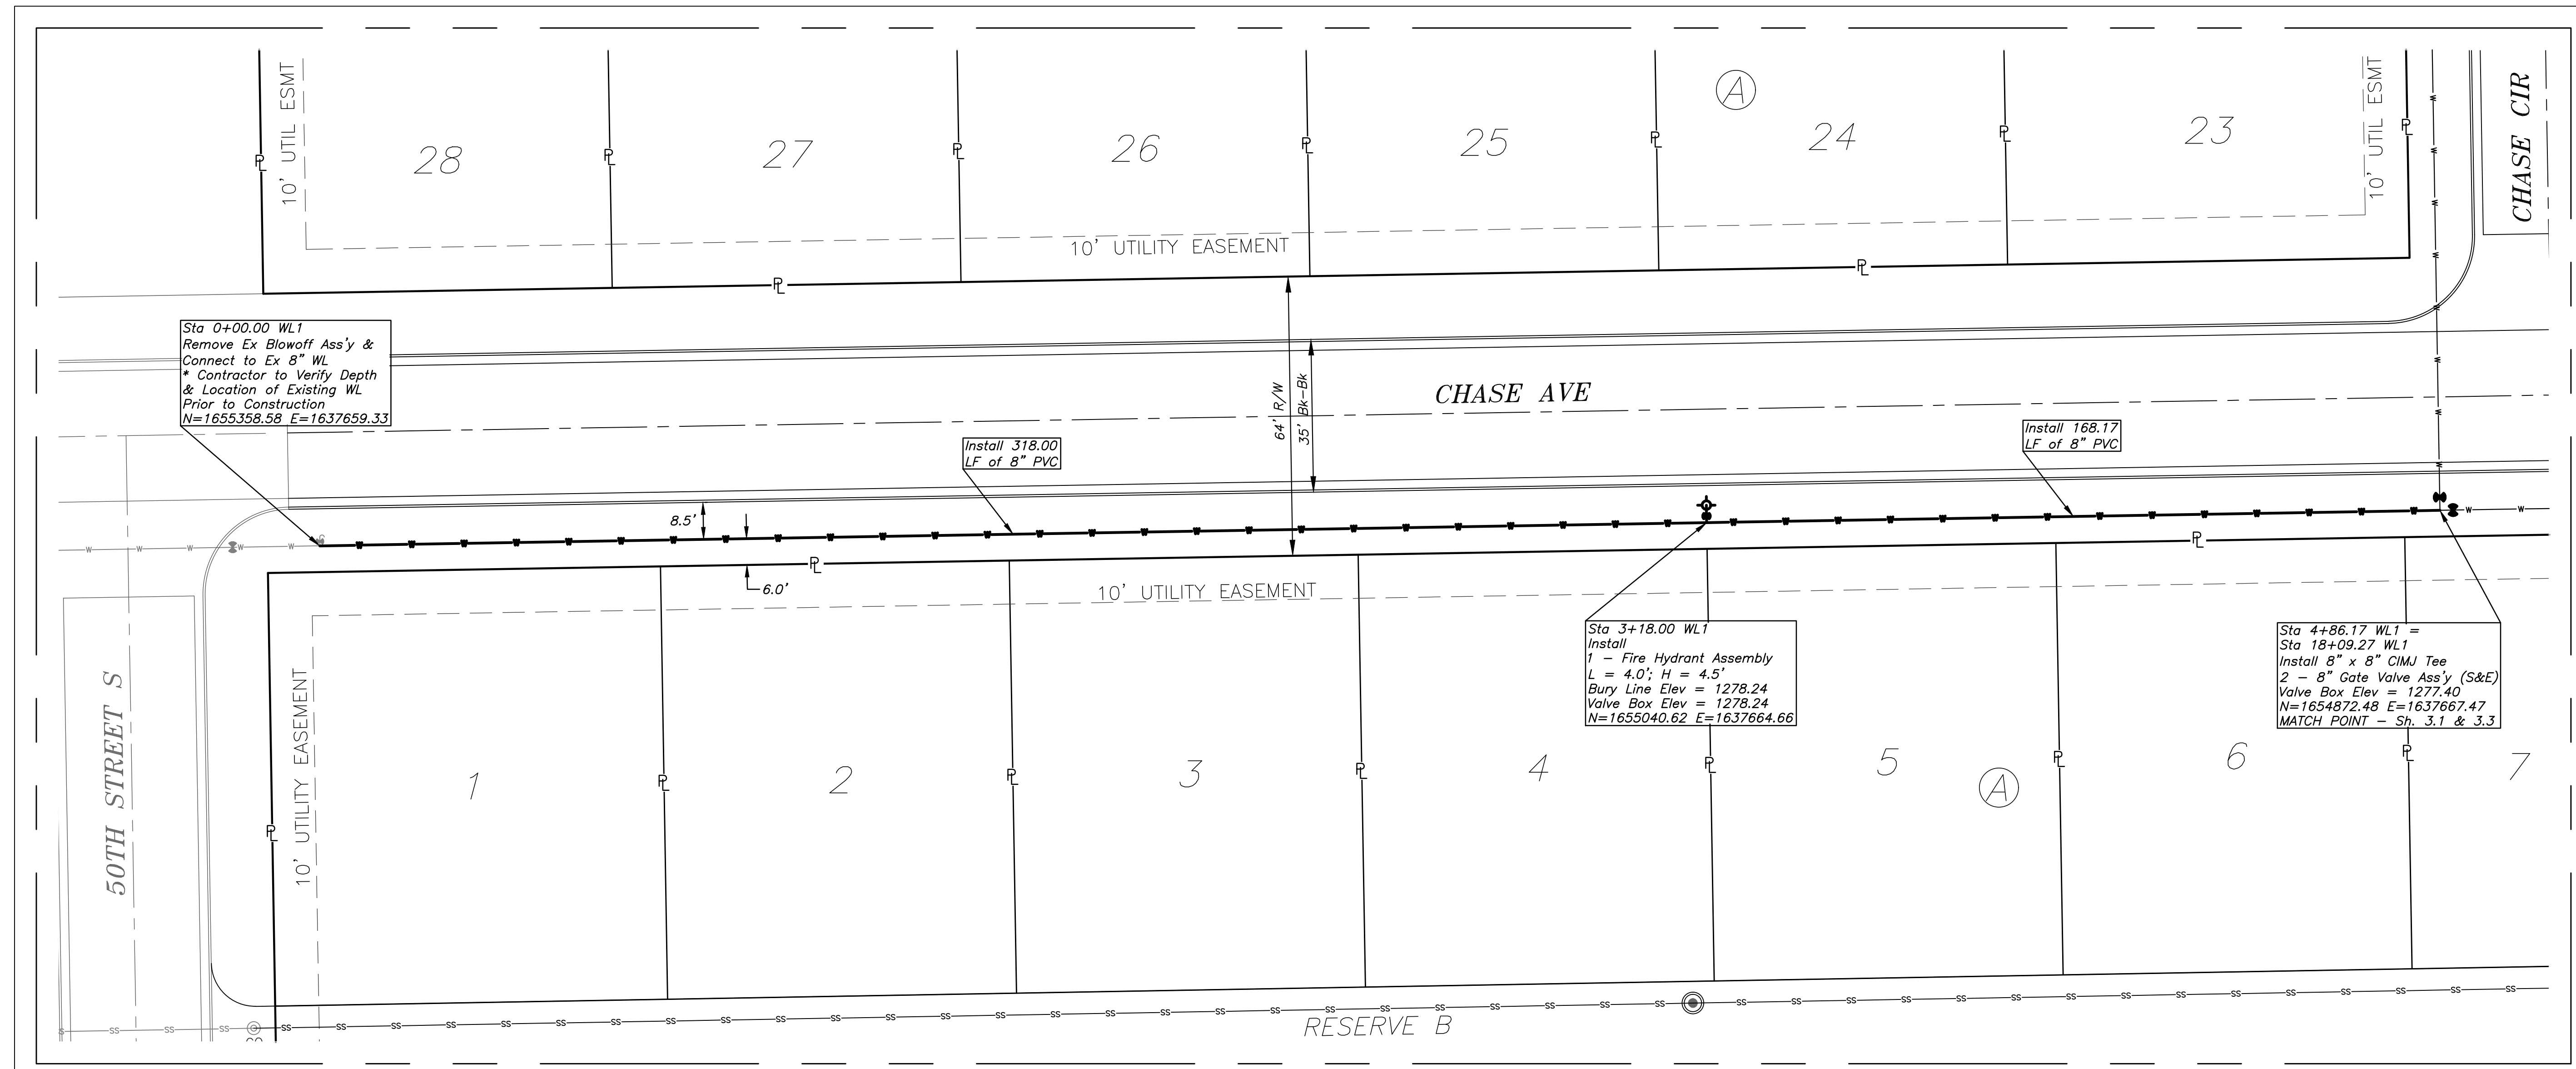 10' UTIL ESMT
28
27
26
25
24
23
A
10' UTIL ESMT
CHASE CIR
10' UTILITY EASEMENT
Sta 0+00.00 WL1
Remove Ex Blowoff Ass'y &
Connect to Ex 8" WL
* Contractor to Verify Depth
& Location of Existing WL
Prior to Construction
N=1655358.58 E=1637659.33
64' R/W
35' Bk-Bk
CHASE AVE
Install 318.00
LF of 8" PVC
Install 168.17
LF of 8" PVC
8.5'
6.0'
10' UTILITY EASEMENT
Sta 3+18.00 WL1
Install
1 - Fire Hydrant Assembly
L = 4.0'; H = 4.5'
Bury Line Elev = 1278.24
Valve Box Elev = 1278.24
N=1655040.62 E=1637664.66
Sta 4+86.17 WL1 =
Sta 18+09.27 WL1
Install 8" x 8" CIMJ Tee
2 - 8" Gate Valve Ass'y (S&E)
Valve Box Elev = 1277.40
N=1654872.48 E=1637667.47
MATCH POINT - Sh. 3.1 & 3.3
50TH STREET S
10' UTILITY EASEMENT
1
2
3
4
5
A
6
7
RESERVE B